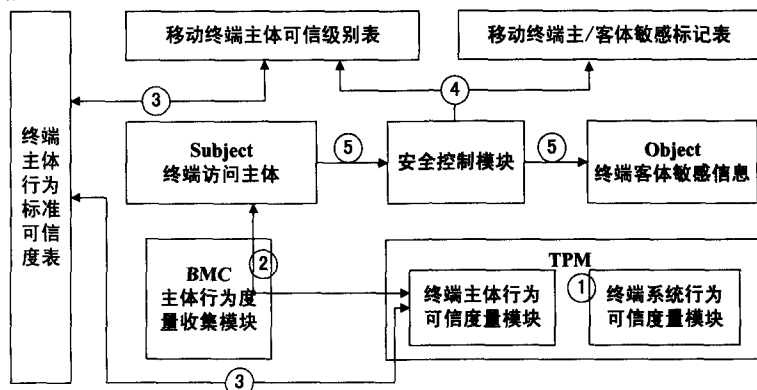 移动终端主体可信级别表
移动终端主/客体敏感标记表
③
④
终端
主体
行为
标准
可信
度表
Subject
终端访问主体
⑤
安全控制模块
⑤
Object
终端客体敏感信息
②
BMC
主体行为度
量收集模块
TPM
终端主体行为
可信度量模块
①
终端系统行为
可信度量模块
③